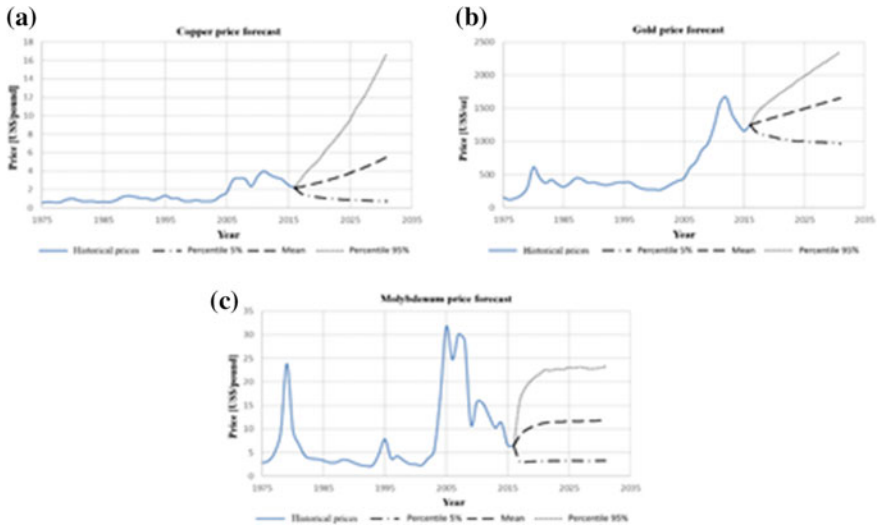 (a)
Copper price forecast
Price [US$/pound]
18
16
14
12
10
8
6
4
2
0
1975 1985 1995 2005 2015 2025 2035
Year
Historical prices Percentile 5% Mean Percentile 95%
(b)
Gold price forecast
Price [US$/oz]
2500
2000
1500
1000
500
0
1975 1985 1995 2005 2015 2025 2035
Year
Historical prices Percentile 5% Mean Percentile 95%
(c)
Molybdenum price forecast
Price [US$/pound]
35
30
25
20
15
10
5
0
1975 1985 1995 2005 2015 2025 2035
Year
Historical prices Percentile 5% Mean Percentile 95%